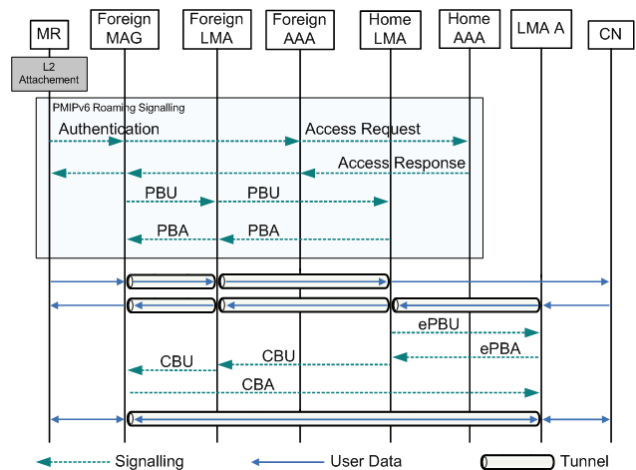 MR
Foreign
MAG
Foreign
LMA
Foreign
AAA
Home
LMA
Home
AAA
LMA A
CN
L2
Attachement
PMIPv6 Roaming Signalling
Authentication
Access Request
Access Response
PBU
PBU
PBA
PBA
ePBU
ePBA
CBU
CBU
CBA
Signalling
User Data
Tunnel